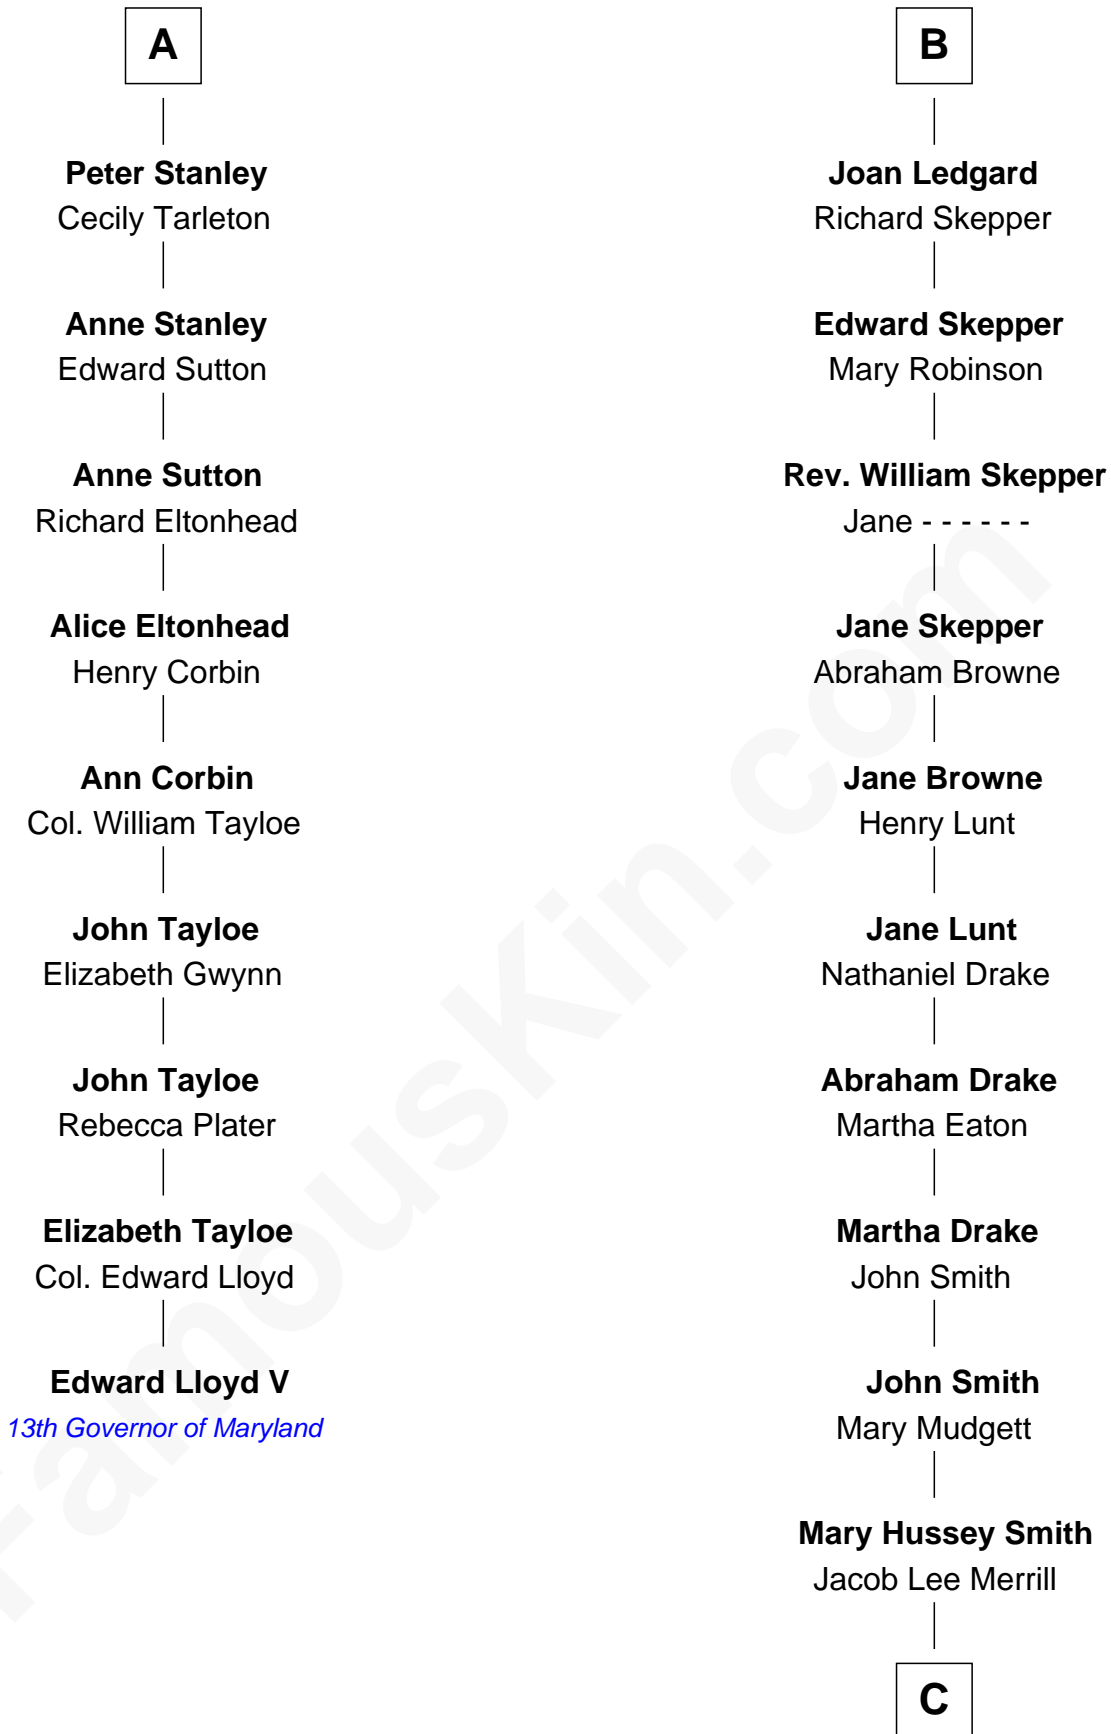 A
Peter Stanley
Cecily Tarleton
Anne Stanley
Edward Sutton
Anne Sutton
Richard Eltonhead
Alice Eltonhead
Henry Corbin
Ann Corbin
Col. William Tayloe
John Tayloe
Elizabeth Gwynn
John Tayloe
Rebecca Plater
Elizabeth Tayloe
Col. Edward Lloyd
Edward Lloyd V
13th Governor of Maryland
B
Joan Ledgard
Richard Skepper
Edward Skepper
Mary Robinson
Rev. William Skepper
Jane - - - - - -
Jane Skepper
Abraham Browne
Jane Browne
Henry Lunt
Jane Lunt
Nathaniel Drake
Abraham Drake
Martha Eaton
Martha Drake
John Smith
John Smith
Mary Mudgett
Mary Hussey Smith
Jacob Lee Merrill
C
FamousKin.com